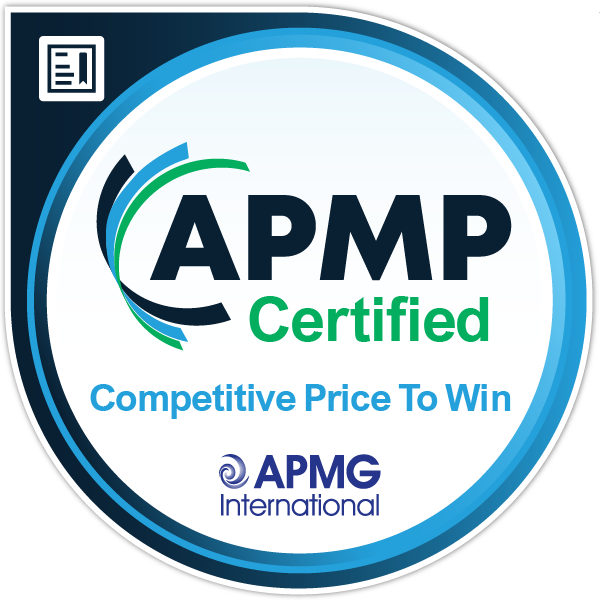 APMP
Certified
Competitive Price To Win
APMG
International